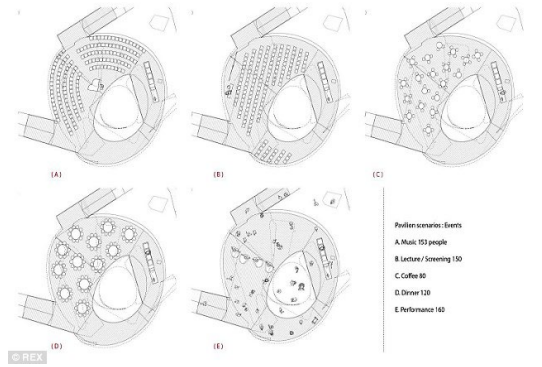 (A)
(B)
(C)
Pavilion scenarios : Events
A. Music 153 people
B. Lecture / Screening 150
C. Coffee 80
D. Dinner 120
E. Performance 160
(D)
(E)
© REX